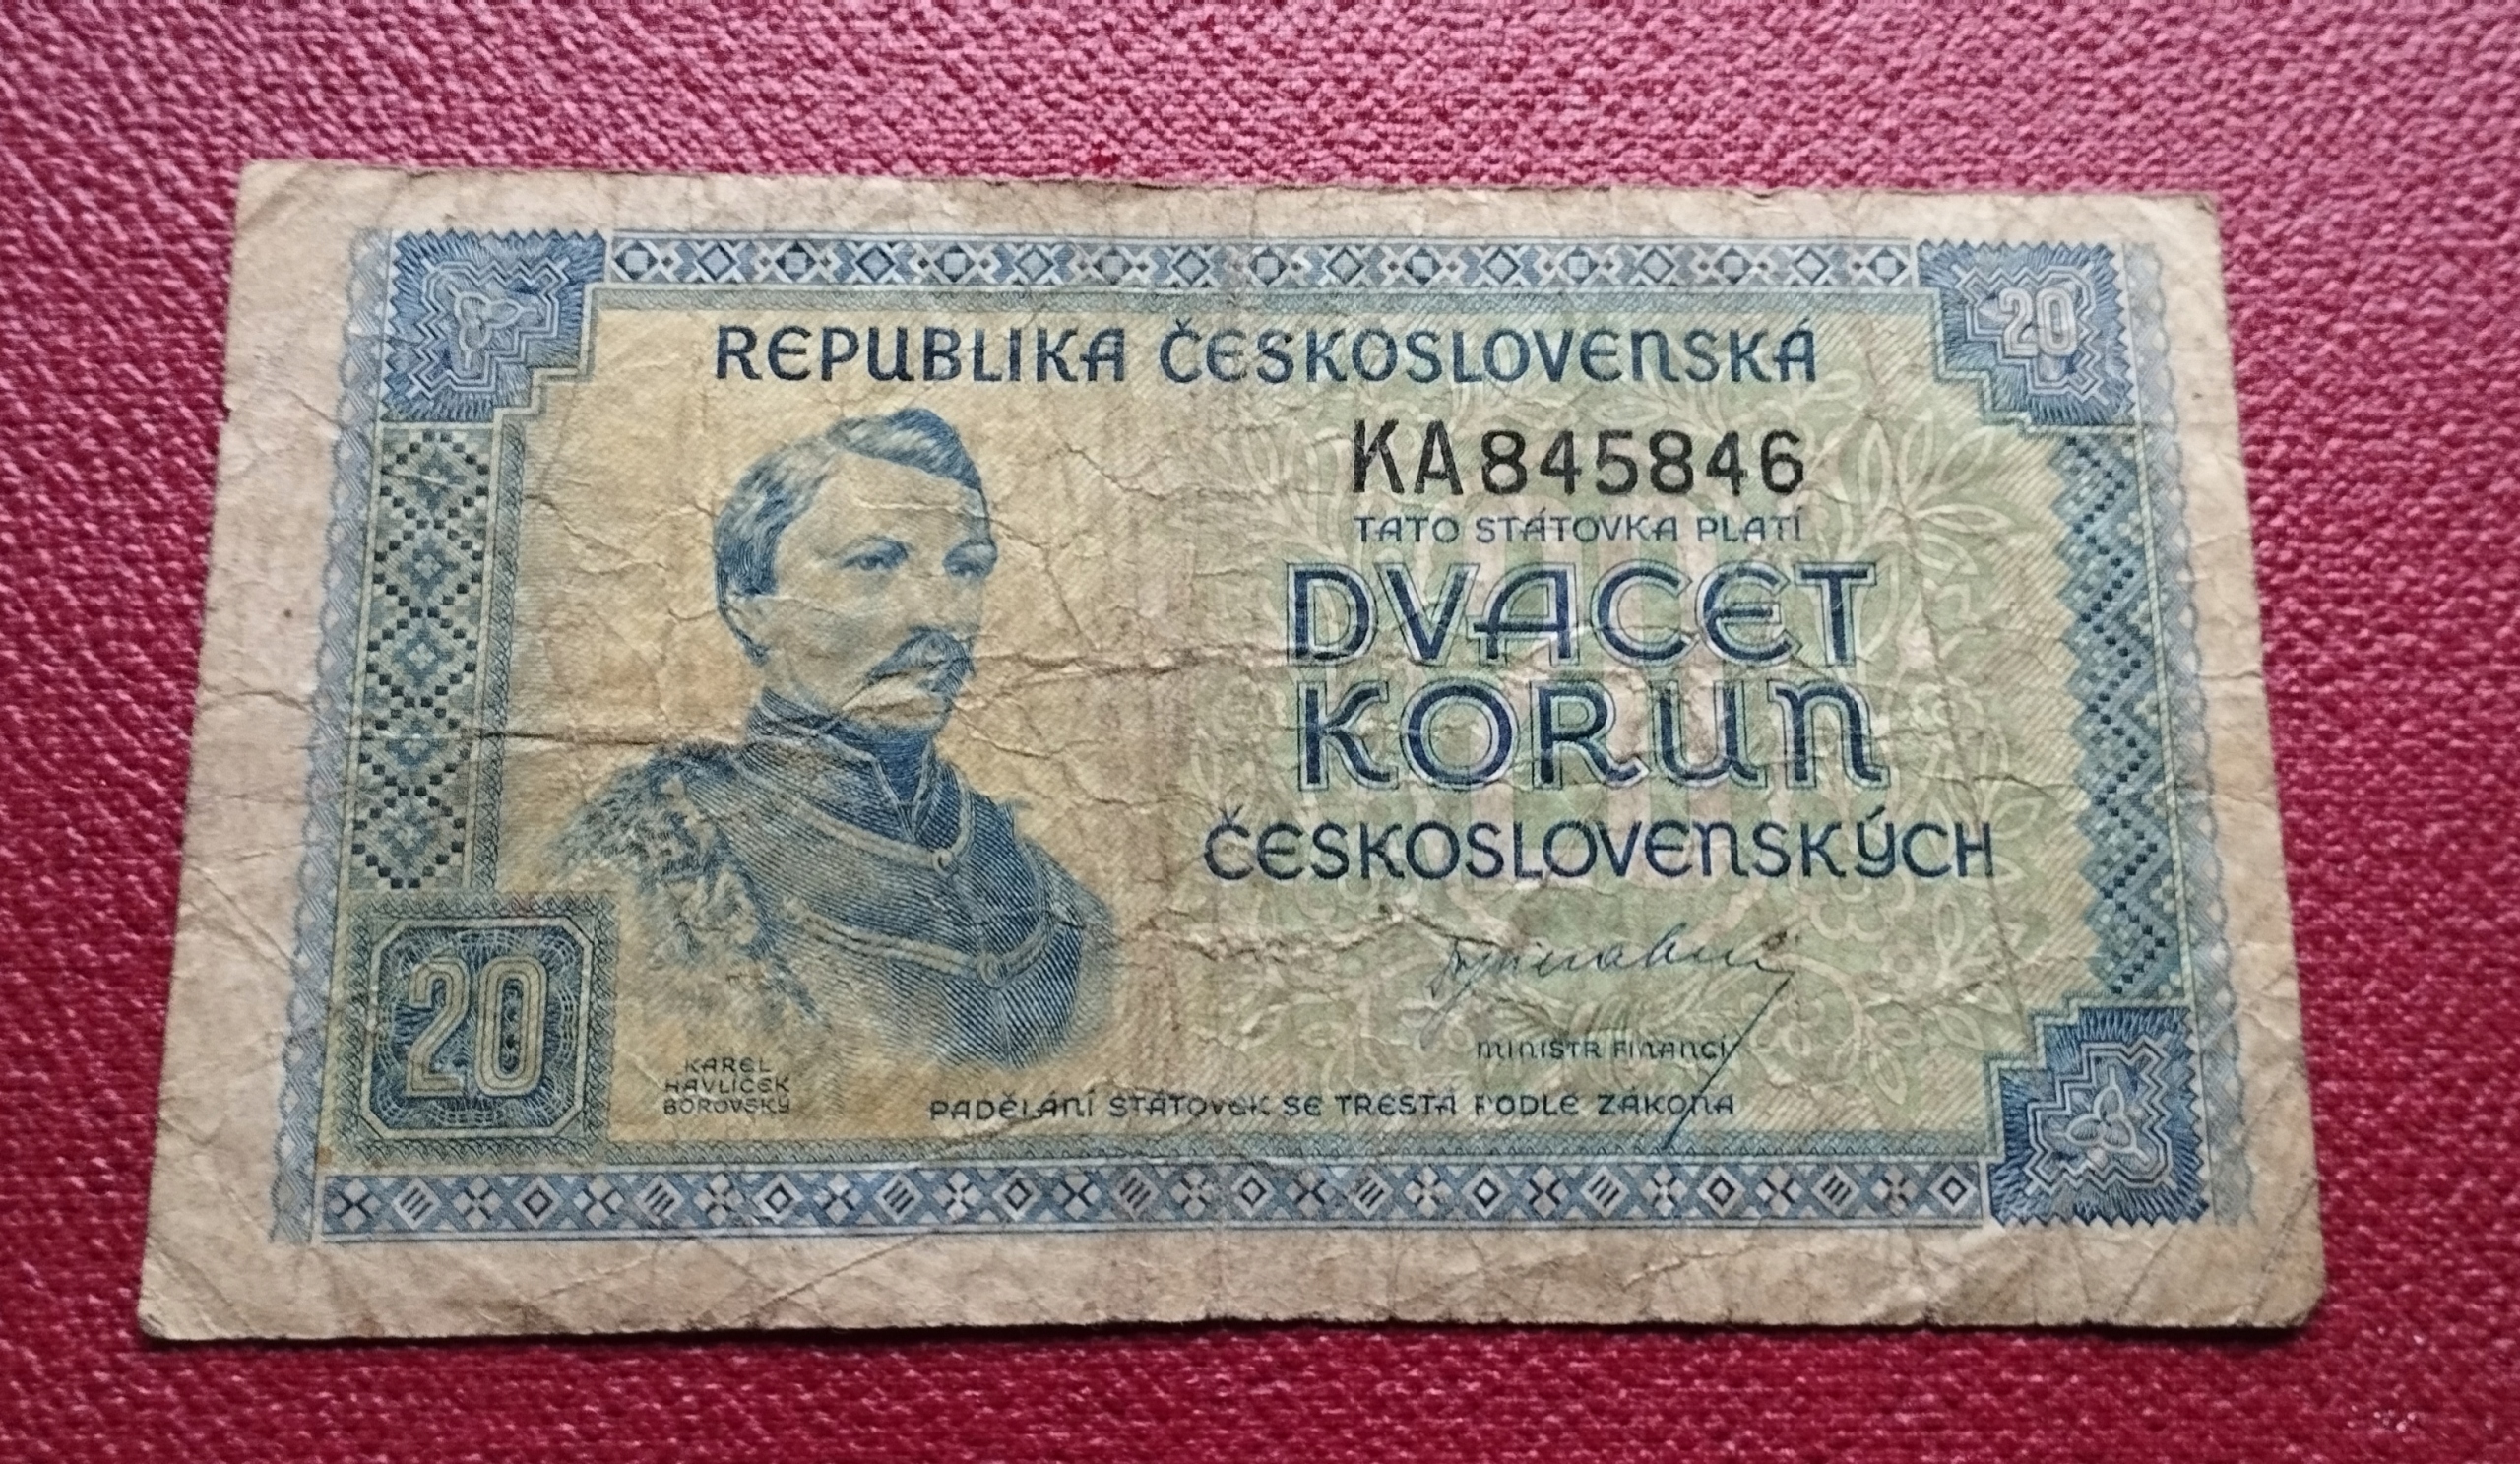 20
REPUBLIKA ČESKOSLOVENSKÁ
KA845846
TATO STÁTOVKA PLATÍ
DVACET
KORUN
ČESKOSLOVENSKÝCH
MINISTR FINANCÍ
20
KAREL
HAVLÍČEK
BOROVSKÝ
PADĚLÁNÍ STÁTOVEK SE TRESTÁ PODLE ZÁKONA